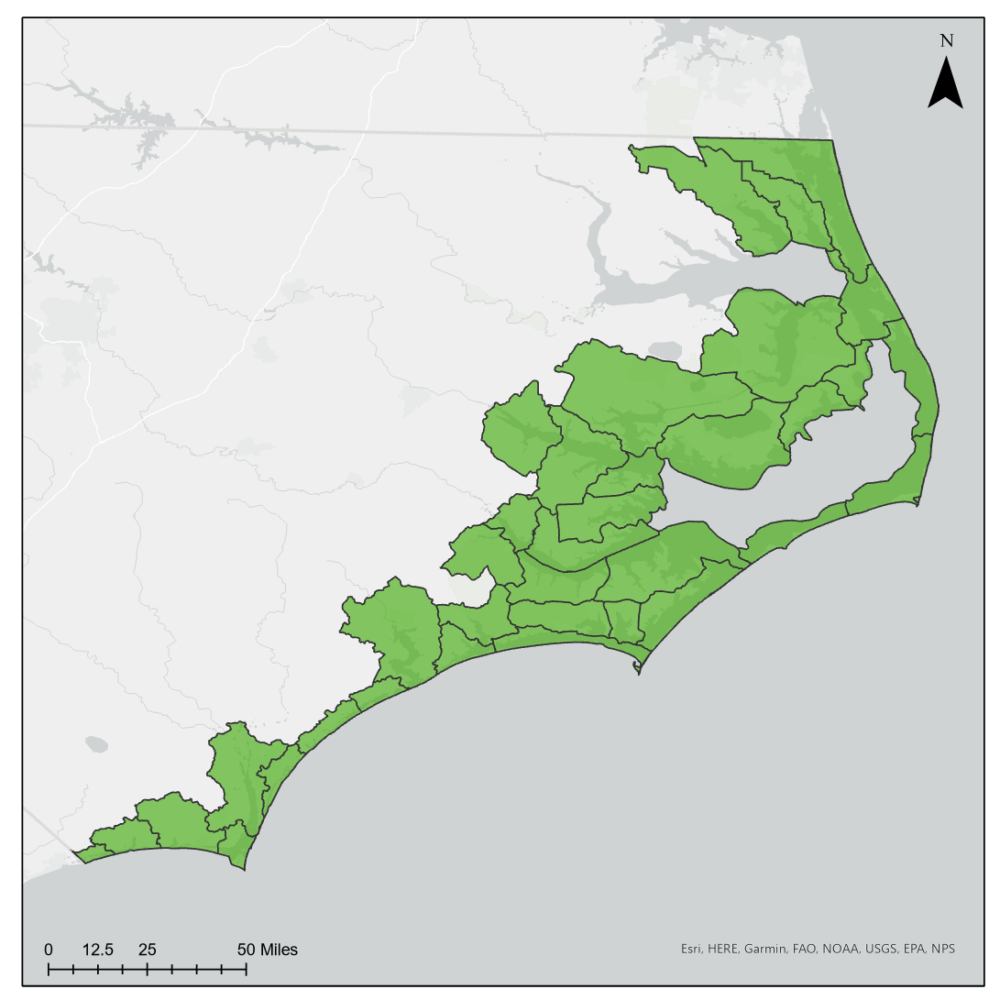 N
0 12.5 25 50 Miles
Esri, HERE, Garmin, FAO, NOAA, USGS, EPA, NPS